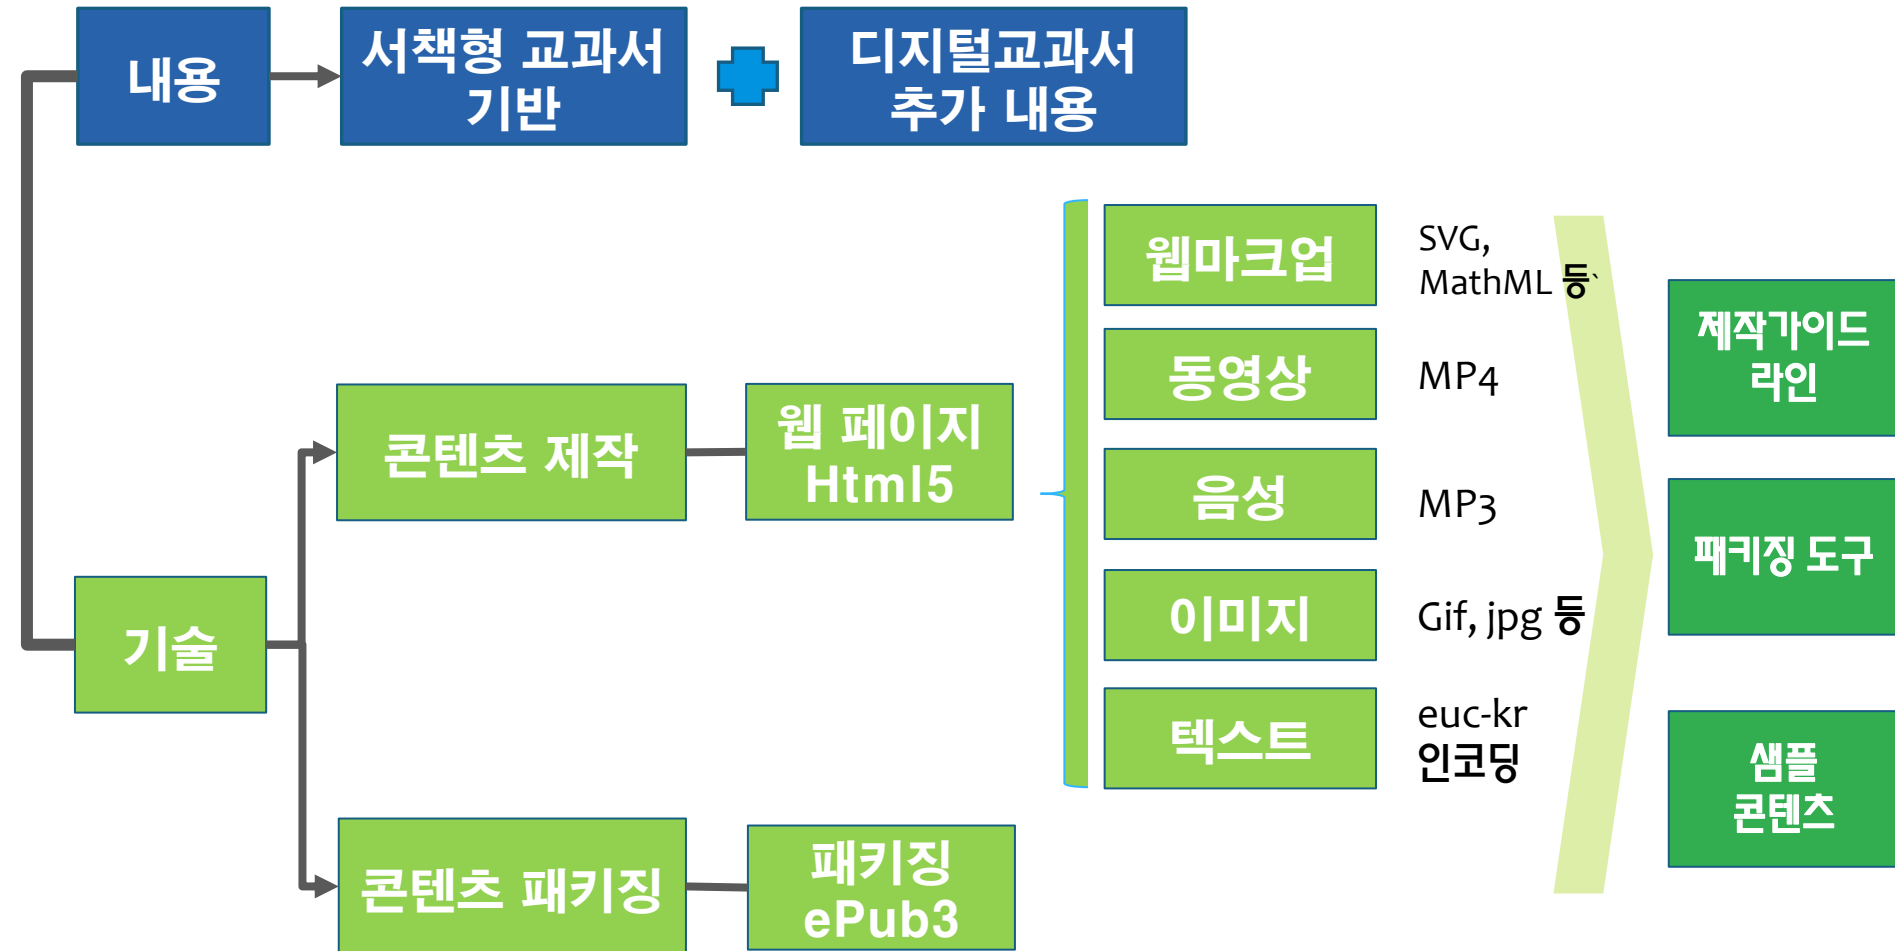 내용
서책형 교과서
기반
디지털교과서
추가 내용
웹마크업
SVG,
MathML 등`
동영상
MP4
음성
MP3
이미지
Gif, jpg 등
텍스트
euc-kr
인코딩
콘텐츠 제작
웹 페이지
Html5
기술
콘텐츠 패키징
패키징
ePub3
제작가이드
라인
패키징 도구
샘플
콘텐츠